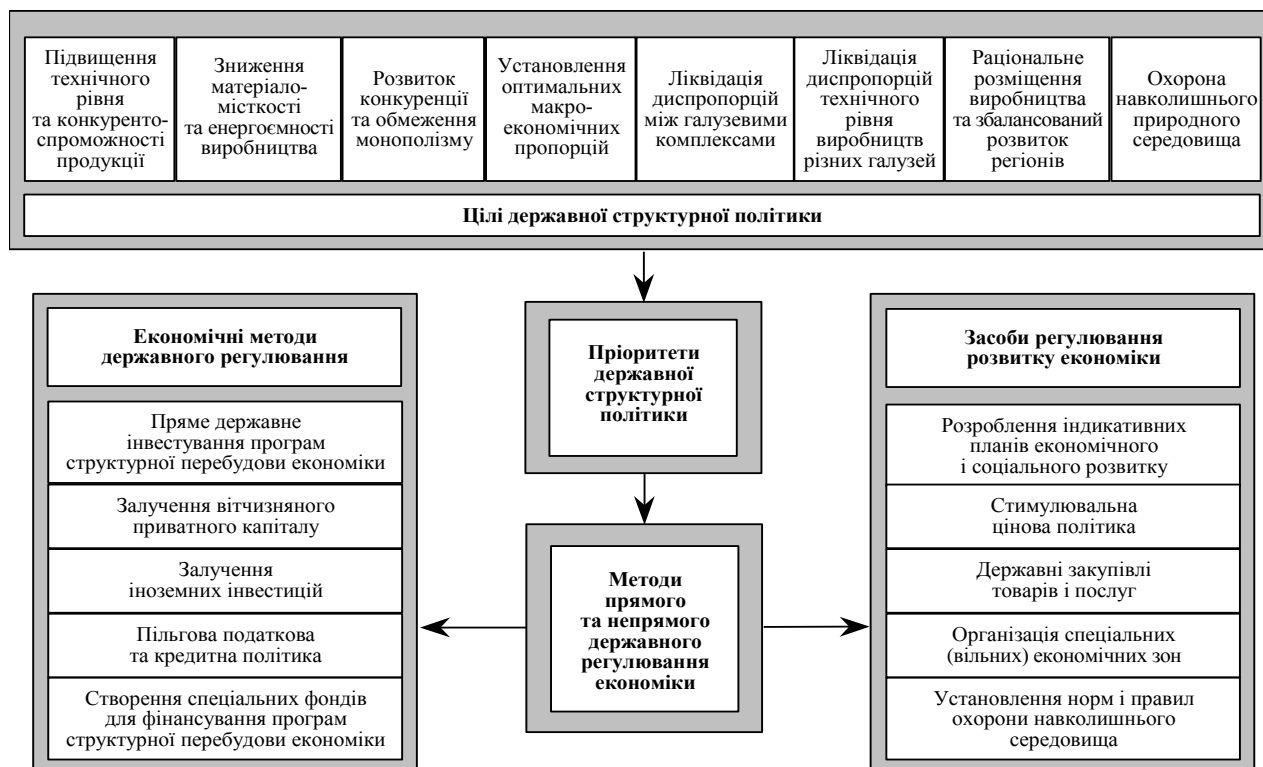 Підвищення
технічного
рівня
та конкуренто-
спроможності
продукції
Зниження
матеріало-
місткості
та енергоємності
виробництва
Розвиток
конкуренції
та обмеження
монополізму
Установлення
оптимальних
макро-
економічних
пропорцій
Ліквідація
диспропорцій
між галузевими
комплексами
Ліквідація
диспропорцій
технічного
рівня
виробництв
різних галузей
Раціональне
розміщення
виробництва
та збалансований
розвиток
регіонів
Охорона
навколишнього
природного
середовища
Цілі державної структурної політики
Економічні методи
державного регулювання
Пряме державне
інвестування програм
структурної перебудови економіки
Залучення вітчизняного
приватного капіталу
Залучення
іноземних інвестицій
Пільгова податкова
та кредитна політика
Створення спеціальних фондів
для фінансування програм
структурної перебудови економіки
Пріоритети
державної
структурної
політики
Методи
прямого
та непрямого
державного
регулювання
економіки
Засоби регулювання
розвитку економіки
Розроблення індикативних
планів економічного
і соціального розвитку
Стимулювальна
цінова політика
Державні закупівлі
товарів і послуг
Організація спеціальних
(вільних) економічних зон
Установлення норм і правил
охорони навколишнього
середовища